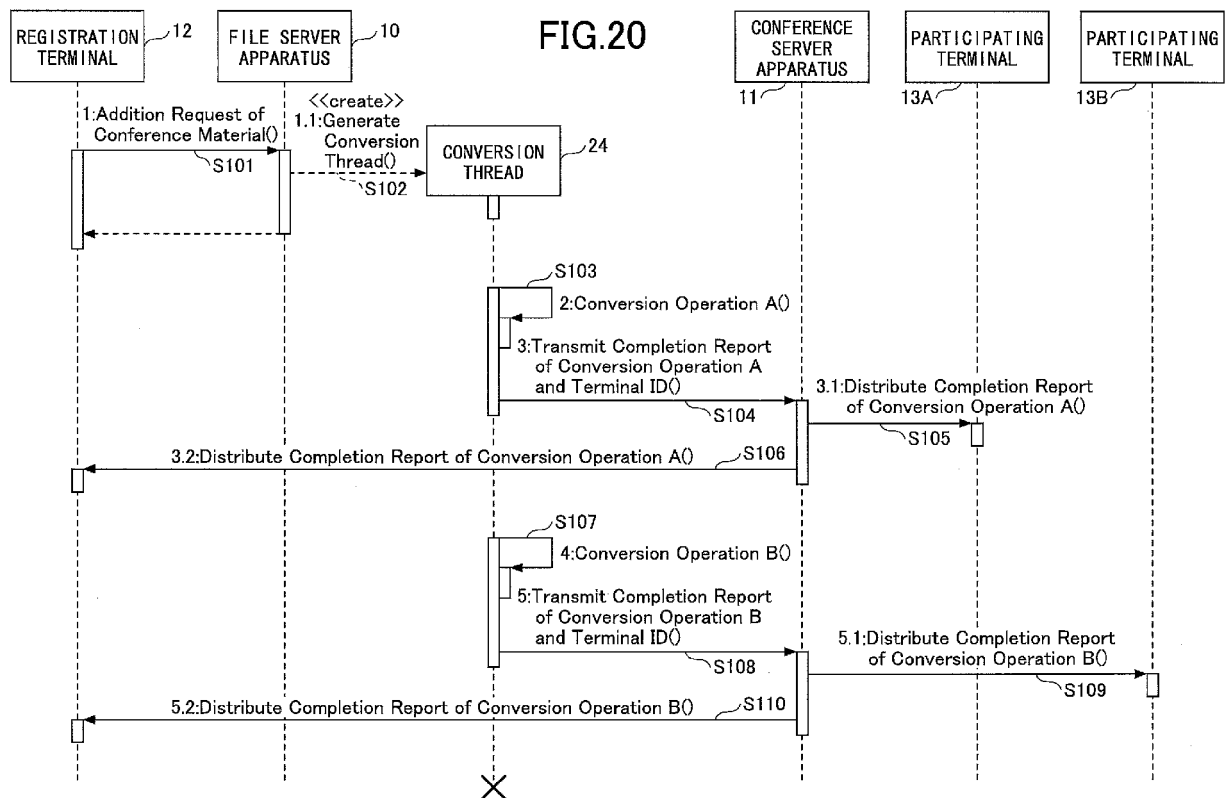 REGISTRATION
TERMINAL
12
FILE SERVER
APPARATUS
10
FIG.20
CONFERENCE
SERVER
APPARATUS
11
PARTICIPATING
TERMINAL
13A
PARTICIPATING
TERMINAL
13B
1:Addition Request of
Conference Material()
S101
<<create>>
1.1:Generate
Conversion
Thread()
S102
CONVERSION
THREAD
24
S103
2:Conversion Operation A()
3:Transmit Completion Report
of Conversion Operation A
and Terminal ID()
S104
3.1:Distribute Completion Report
of Conversion Operation A()
S105
3.2:Distribute Completion Report of Conversion Operation A()
S106
S107
4:Conversion Operation B()
5:Transmit Completion Report
of Conversion Operation B
and Terminal ID()
S108
5.1:Distribute Completion Report
of Conversion Operation B()
S109
5.2:Distribute Completion Report of Conversion Operation B()
S110